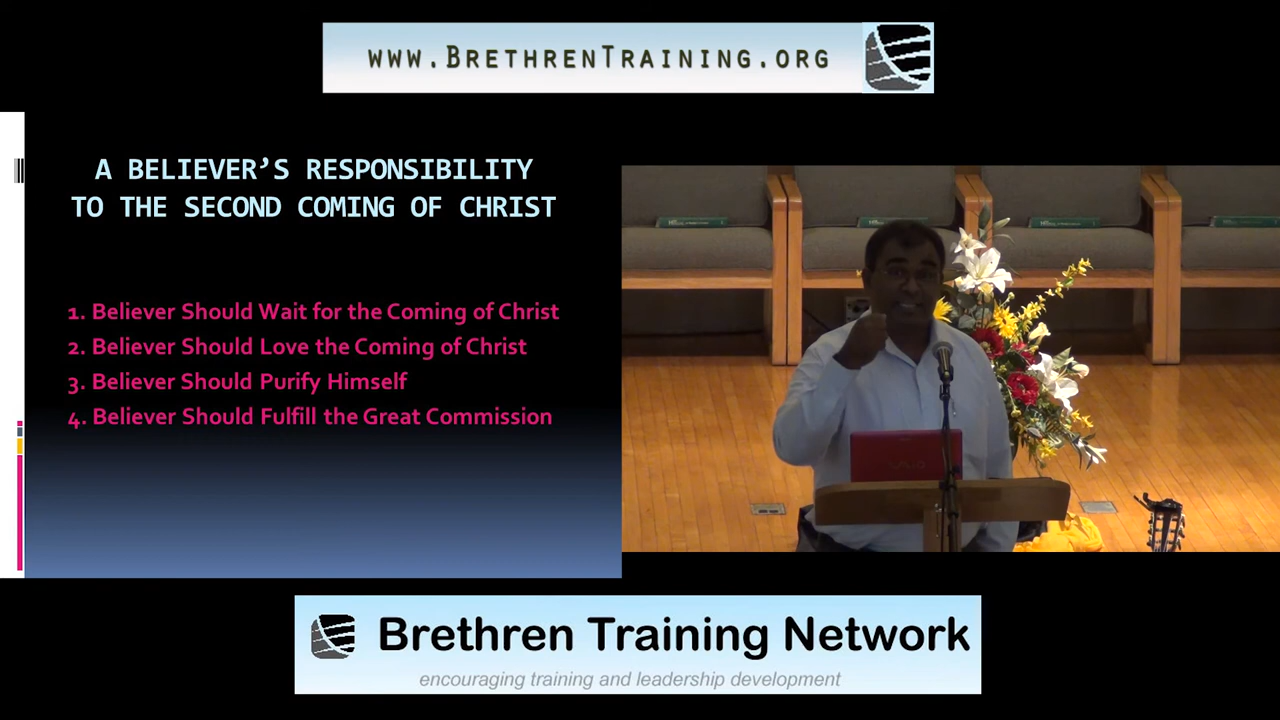 www.BrethrenTraining.org
A BELIEVER’S RESPONSIBILITY
TO THE SECOND COMING OF CHRIST
1. Believer Should Wait for the Coming of Christ
2. Believer Should Love the Coming of Christ
3. Believer Should Purify Himself
4. Believer Should Fulfill the Great Commission
Brethren Training Network
encouraging training and leadership development